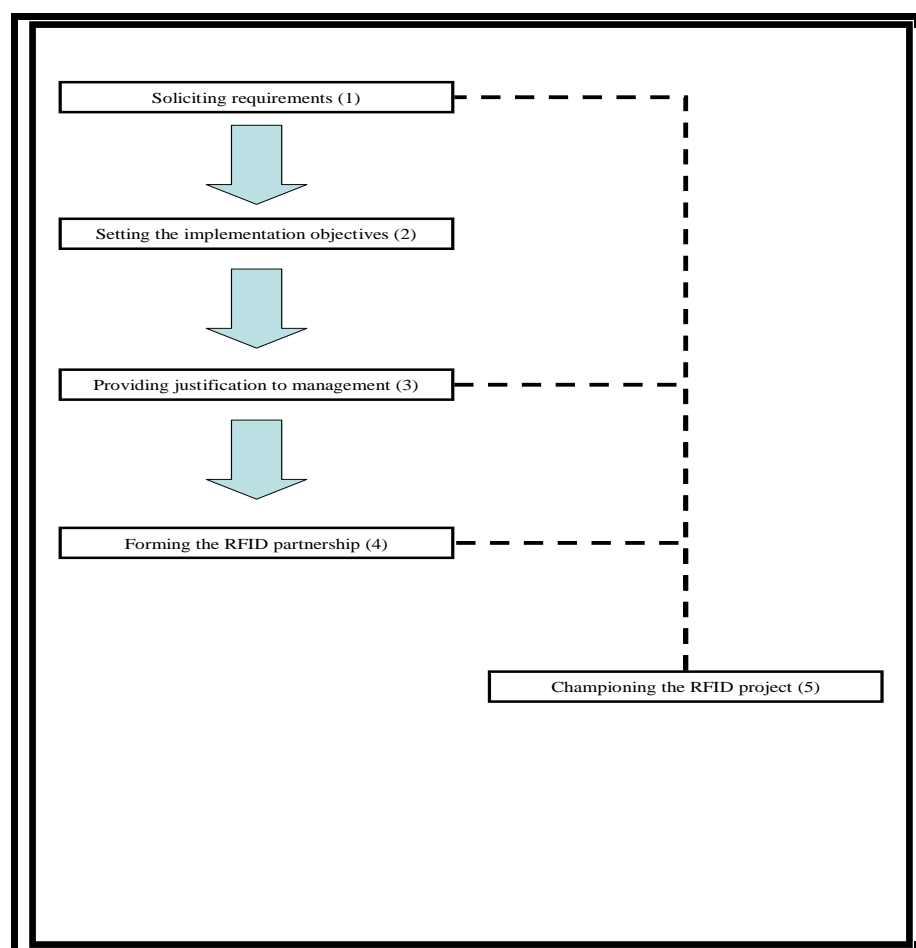 Soliciting requirements (1)
Setting the implementation objectives (2)
Providing justification to management (3)
Forming the RFID partnership (4)
Championing the RFID project (5)